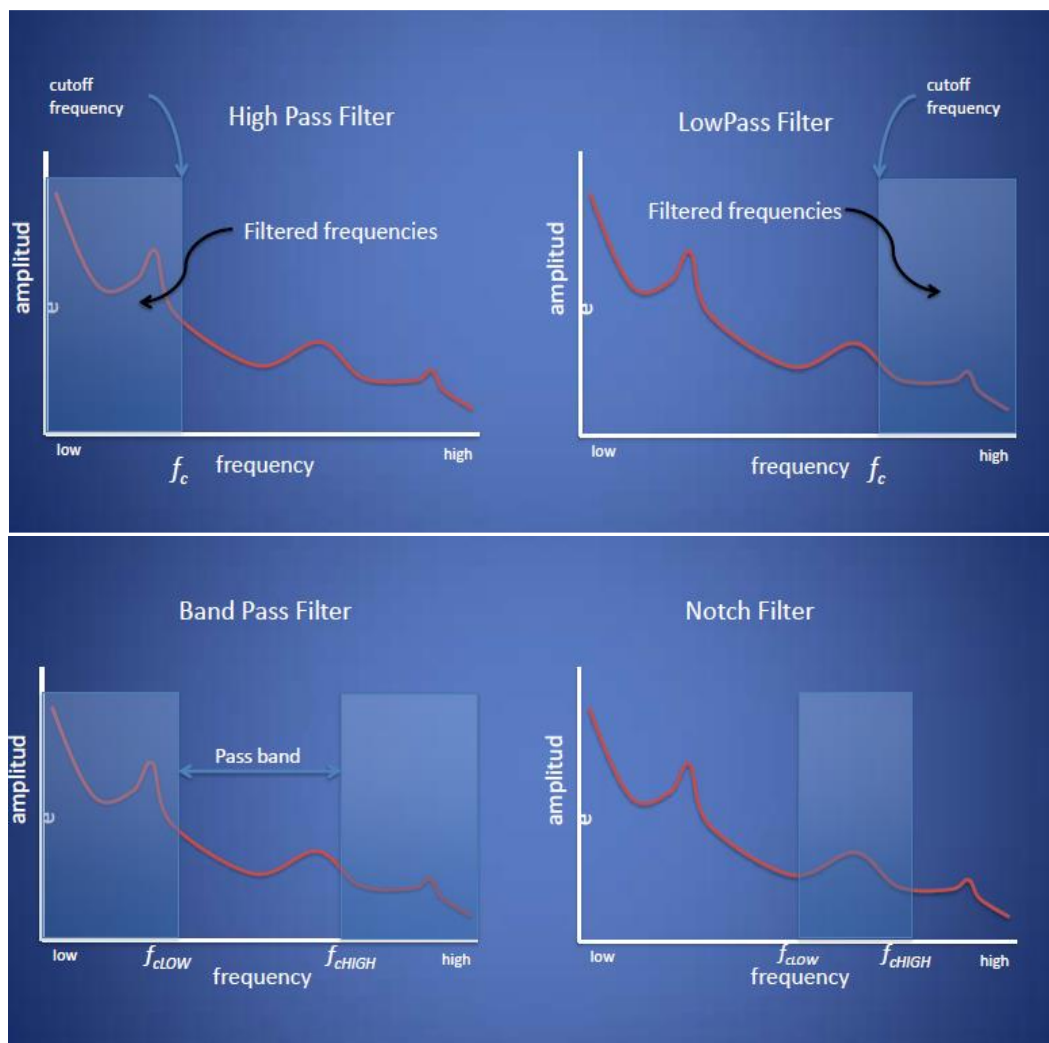 cutoff
frequency
High Pass Filter
amplitud
e
Filtered frequencies
low
high
f_c
frequency
cutoff
frequency
LowPass Filter
amplitud
e
Filtered frequencies
low
high
frequency
f_c
Band Pass Filter
amplitud
e
Pass band
low
f_cLOW
f_cHIGH
high
frequency
Notch Filter
amplitud
e
low
f_cLOW
f_cHIGH
high
frequency